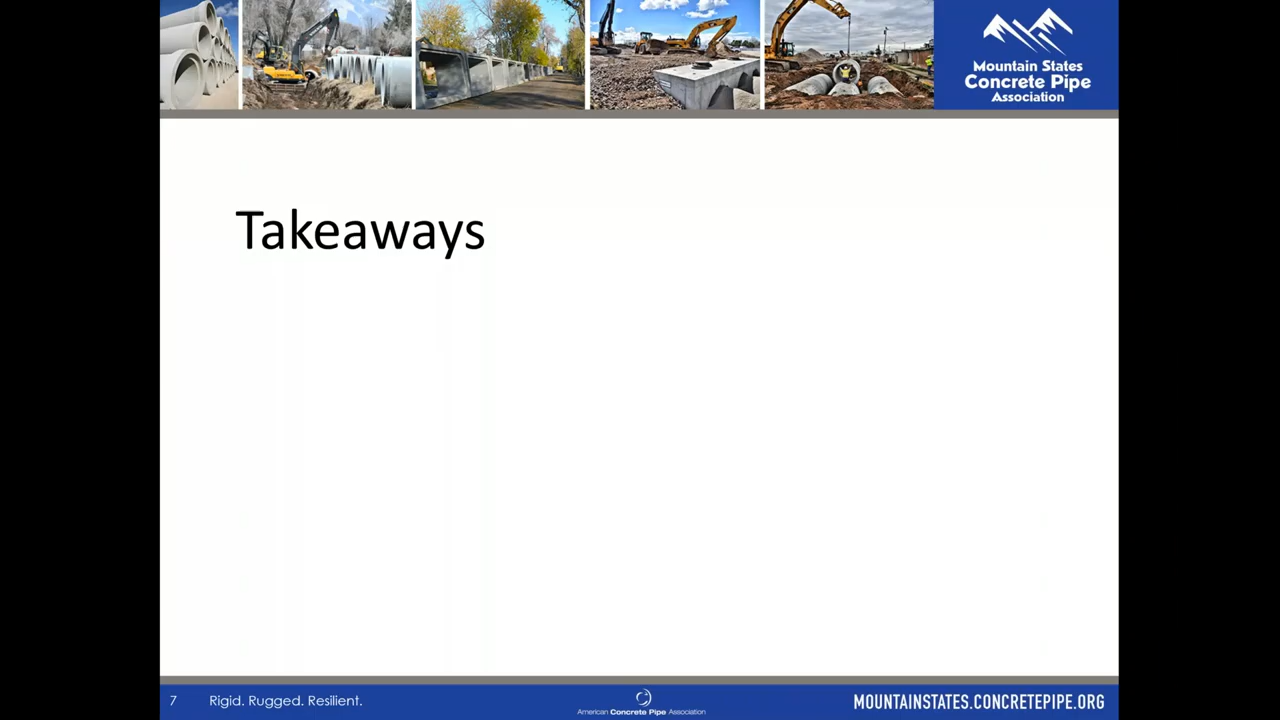 Mountain States
Concrete Pipe
Association
Takeaways
7
Rigid. Rugged. Resilient.
American Concrete Pipe Association
MOUNTAINSTATES.CONCRETEPIPE.ORG